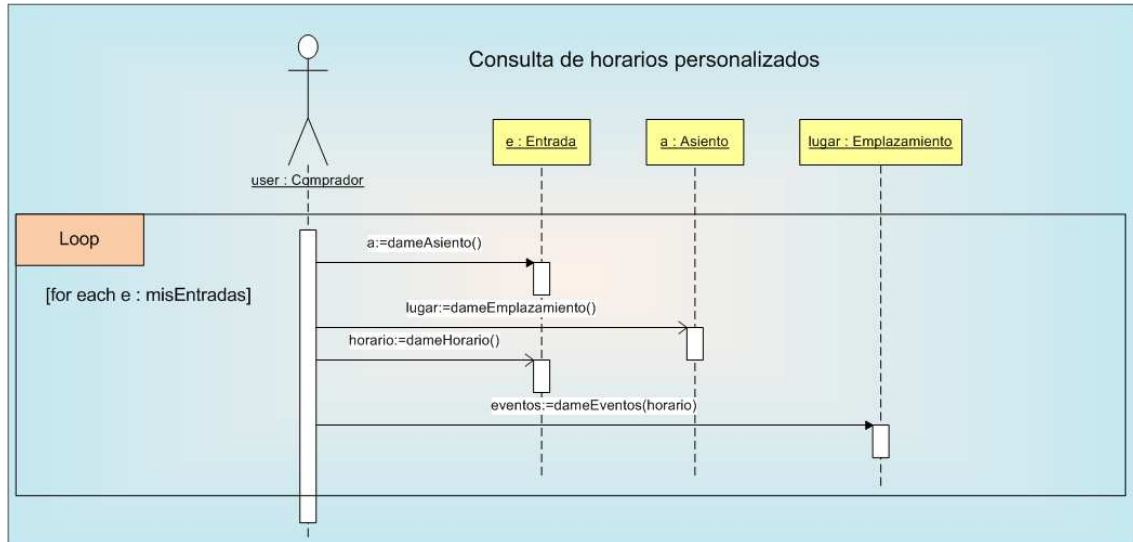 Consulta de horarios personalizados
user : Comprador
e : Entrada
a : Asiento
lugar : Emplazamiento
Loop
[for each e : misEntradas]
a:=dameAsiento()
lugar:=dameEmplazamiento()
horario:=dameHorario()
eventos:=dameEventos(horario)